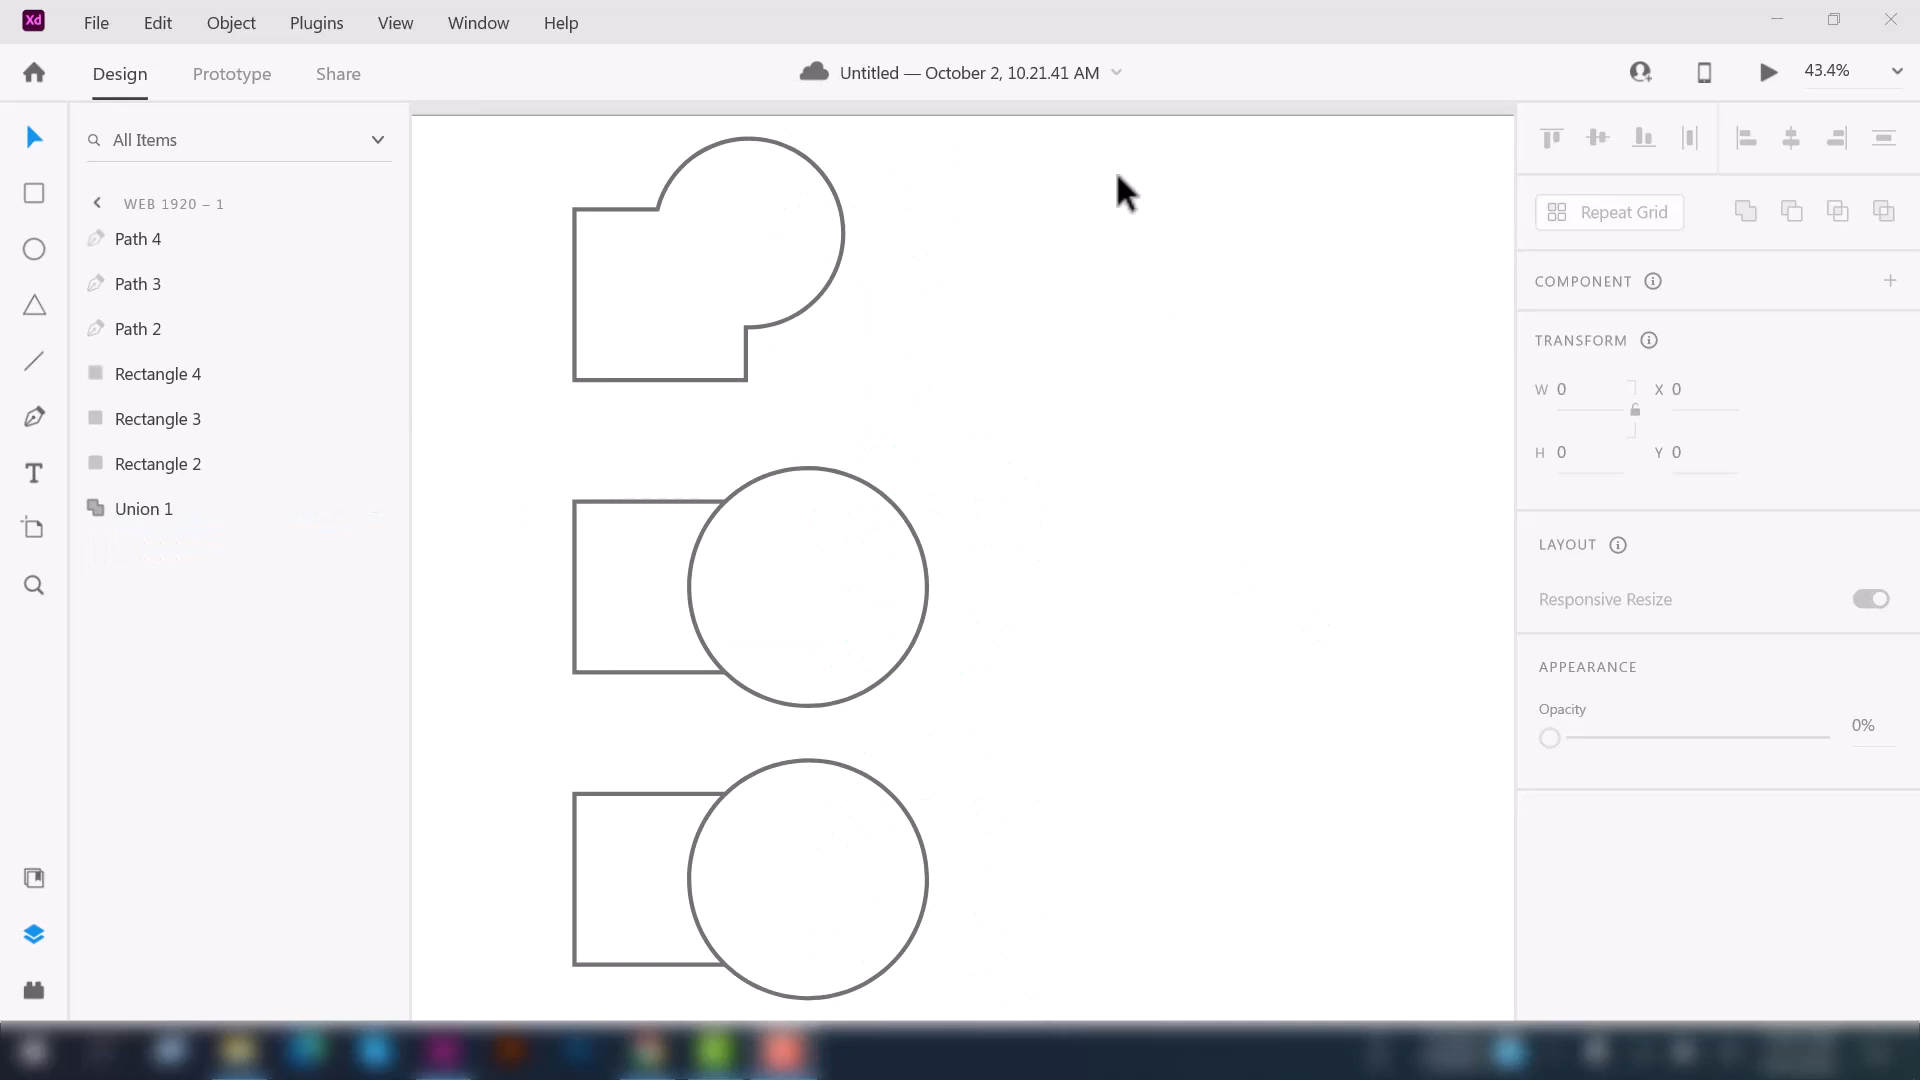 Xd File Edit Object Plugins View Window Help
Design Prototype Share Untitled — October 2, 10.21.41 AM 43.4%
All Items
WEB 1920 – 1
Path 4
Path 3
Path 2
Rectangle 4
Rectangle 3
Rectangle 2
Union 1
Repeat Grid
COMPONENT
TRANSFORM
W 0 X 0
H 0 Y 0
LAYOUT
Responsive Resize
APPEARANCE
Opacity
0%